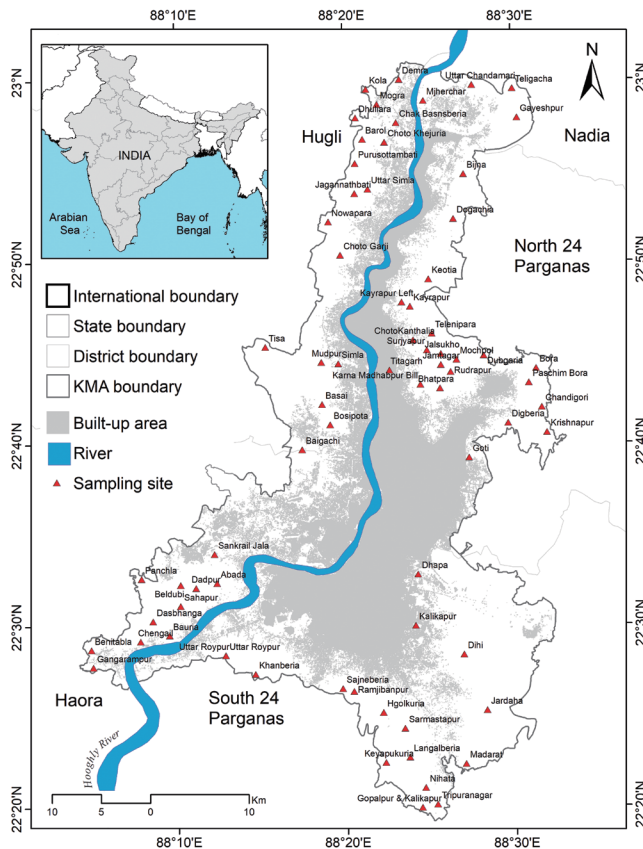 88°10'E
88°20'E
88°30'E
23°N
23°N
22°50'N
22°50'N
22°40'N
22°40'N
22°30'N
22°30'N
22°20'N
22°20'N
88°10'E
88°20'E
88°30'E
N
INDIA
Arabian
Sea
Bay of
Bengal
International boundary
State boundary
District boundary
KMA boundary
Built-up area
River
Sampling site
Hugli
Nadia
North 24
Parganas
South 24
Parganas
Haora
Hooghly River
10
5
0
10
Km
Demra
Kola
Mogra
Dhullara
Mjherchar
Uttar Chandamari
Teligacha
Gayeshpur
Chak Basnsberia
Barol
Choto Khejuria
Purusottambati
Bijna
Uttar Simla
Jagannathbati
Nowapara
Dogachia
Choto Garji
Keotia
Kayrapur Left
Kayrapur
Telenipara
ChotoKanthalia
Surjyapur
Jalsukho
Tisa
Mudpur
Simla
Titagarh
Jamtagar
Mochpol
Bora
Karna Madhabpur Bill
Rudrapur
Paschim Bora
Bhatpara
Basai
Chandigori
Bosipota
Digberia
Krishnapur
Baigachi
Goti
Sankrail Jala
Panchla
Dadpur
Abada
Beldubi
Sahapur
Dhapa
Dasbhanga
Bauna
Kalikapur
Chengail
Benitabla
Uttar Roypur
Uttar Roypur
Dihi
Gangarampur
Khanberia
Sajneberia
Ramjibanpur
Hgolkuria
Jardaha
Sarmastapur
Keyapukuria
Langalberia
Madarat
Nihata
Gopalpur & Kalikapur
Tripuranagar